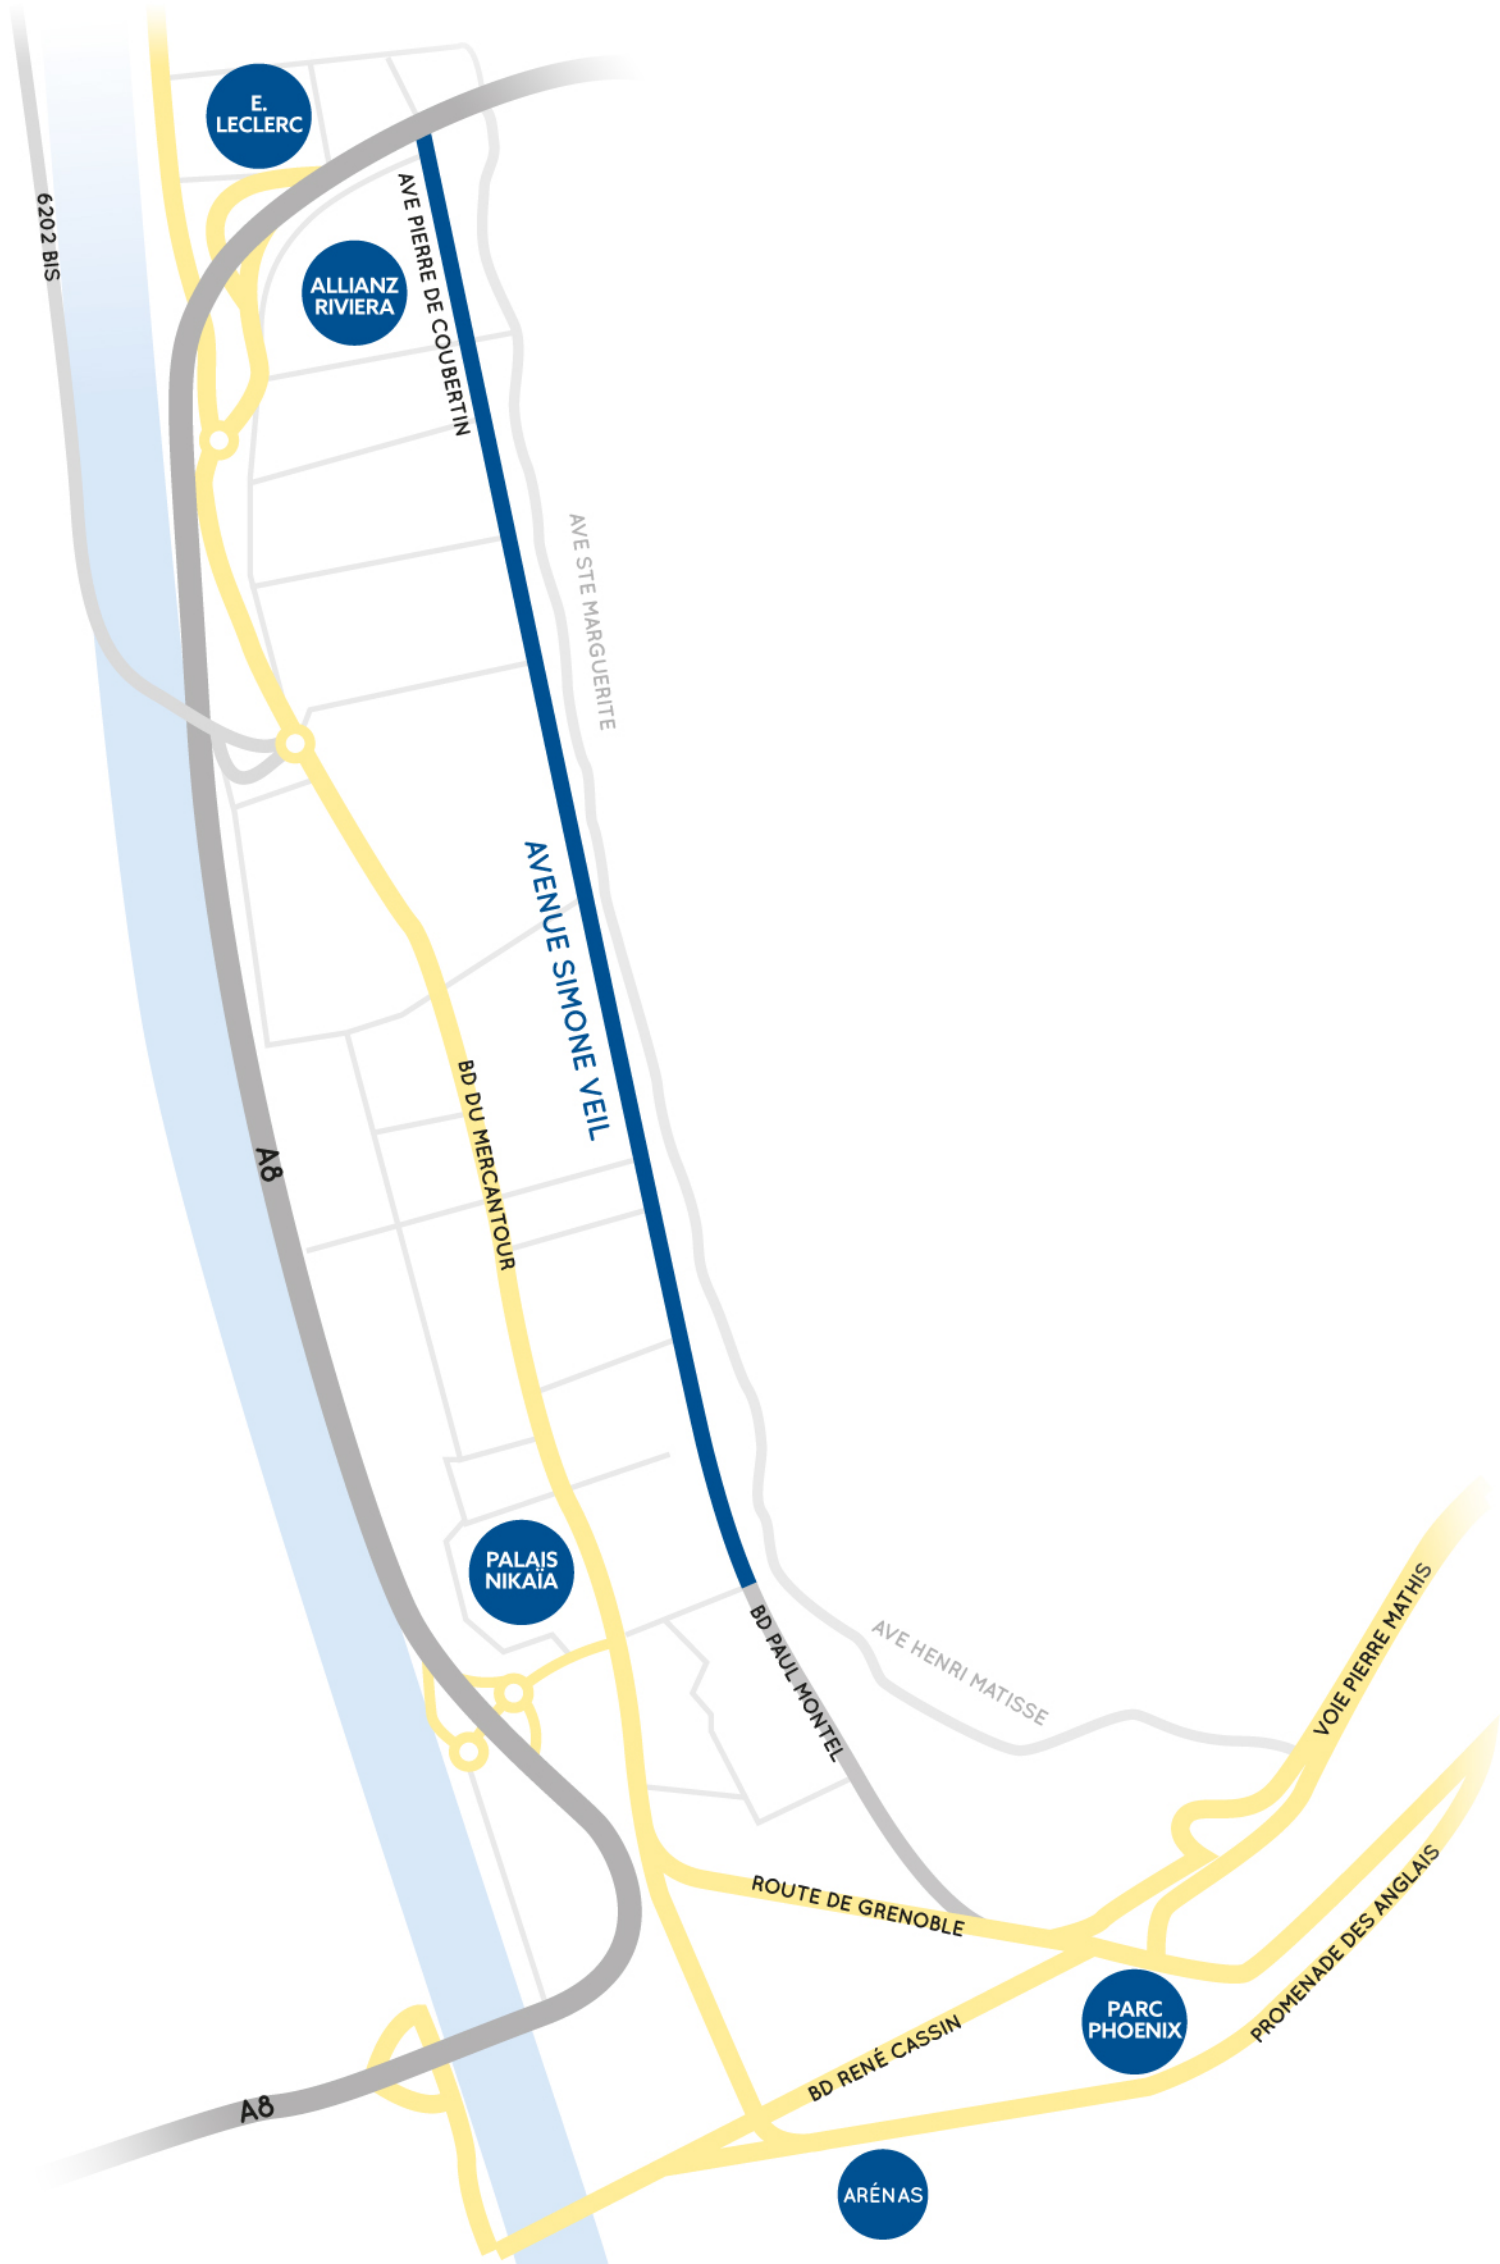 E.
LECLERC
6202 BIS
AVE PIERRE DE COUBERTIN
ALLIANZ
RIVIERA
AVE STE MARGUERITE
AVENUE SIMONE VEIL
BD DU MERCANTOUR
A8
PALAIS
NIKAÏA
BD PAUL MONTEL
AVE HENRI MATISSE
VOIE PIERRE MATHIS
ROUTE DE GRENOBLE
PROMENADE DES ANGLAIS
PARC
PHOENIX
BD RENÉ CASSIN
A8
ARÉNAS